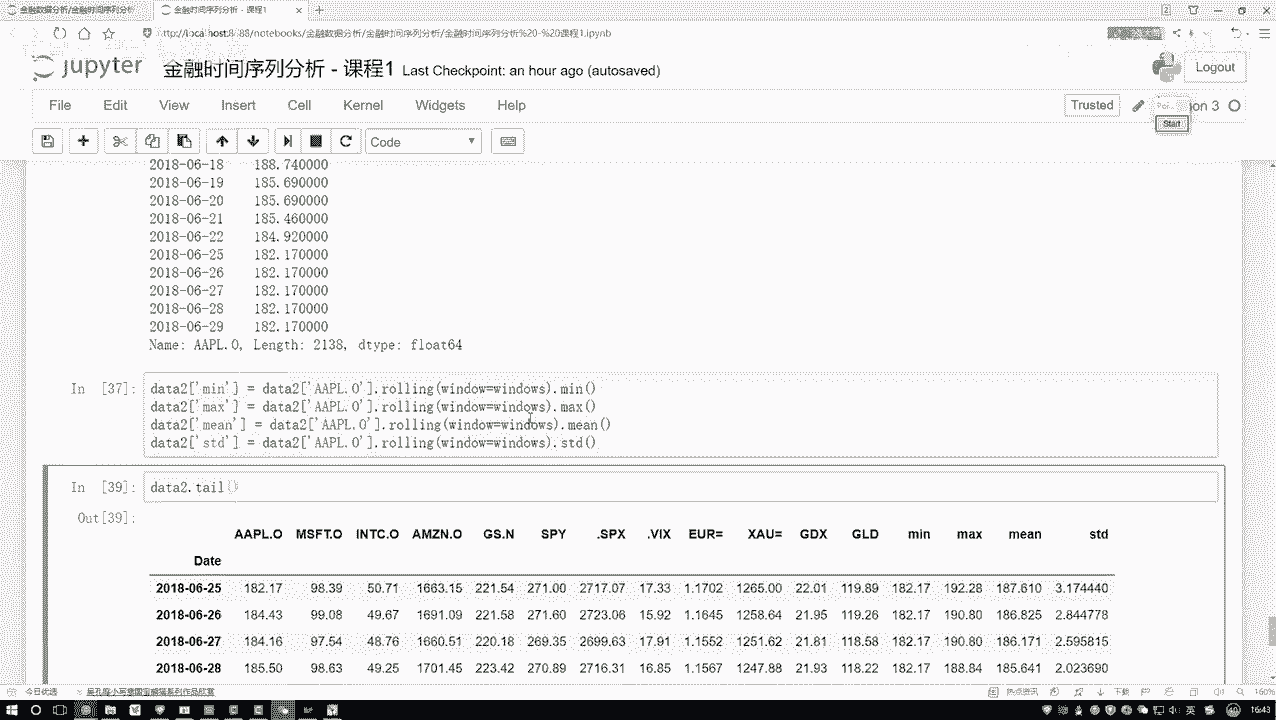 金融数据分析/金融时间序列分析
金融时间序列分析 - 课程1
localhost:8888/notebooks/金融数据分析/金融时间序列分析/金融时间序列分析%20-%20课程1.ipynb
jupyter 金融时间序列分析 - 课程1 Last Checkpoint: an hour ago (autosaved)
Logout
File Edit View Insert Cell Kernel Widgets Help
Trusted
on 3
Start
Code
2018-06-18 188.740000
2018-06-19 185.690000
2018-06-20 185.690000
2018-06-21 185.460000
2018-06-22 184.920000
2018-06-25 182.170000
2018-06-26 182.170000
2018-06-27 182.170000
2018-06-28 182.170000
2018-06-29 182.170000
Name: AAPL.O, Length: 2138, dtype: float64
In [37]:
data2['min'] = data2['AAPL.O'].rolling(window=windows).min()
data2['max'] = data2['AAPL.O'].rolling(window=windows).max()
data2['mean'] = data2['AAPL.O'].rolling(window=windows).mean()
data2['std'] = data2['AAPL.O'].rolling(window=windows).std()
In [39]:
data2.tail()
Out[39]:
AAPL.O MSFT.O INTC.O AMZN.O GS.N SPY .SPX .VIX EUR= XAU= GDX GLD min max mean std
Date
2018-06-25 182.17 98.39 50.71 1663.15 221.54 271.00 2717.07 17.33 1.1702 1265.00 22.01 119.89 182.17 192.28 187.610 3.174440
2018-06-26 184.43 99.08 49.67 1691.09 221.58 271.60 2723.06 15.92 1.1645 1258.64 21.95 119.26 182.17 190.80 186.825 2.844778
2018-06-27 184.16 97.54 48.76 1660.51 220.18 269.35 2699.63 17.91 1.1552 1251.62 21.81 118.58 182.17 190.80 186.171 2.595815
2018-06-28 185.50 98.63 49.25 1701.45 223.42 270.89 2716.31 16.85 1.1567 1247.88 21.93 118.22 182.17 188.84 185.641 2.023690
今日优选
热点资讯
下载
160%
英
16:43